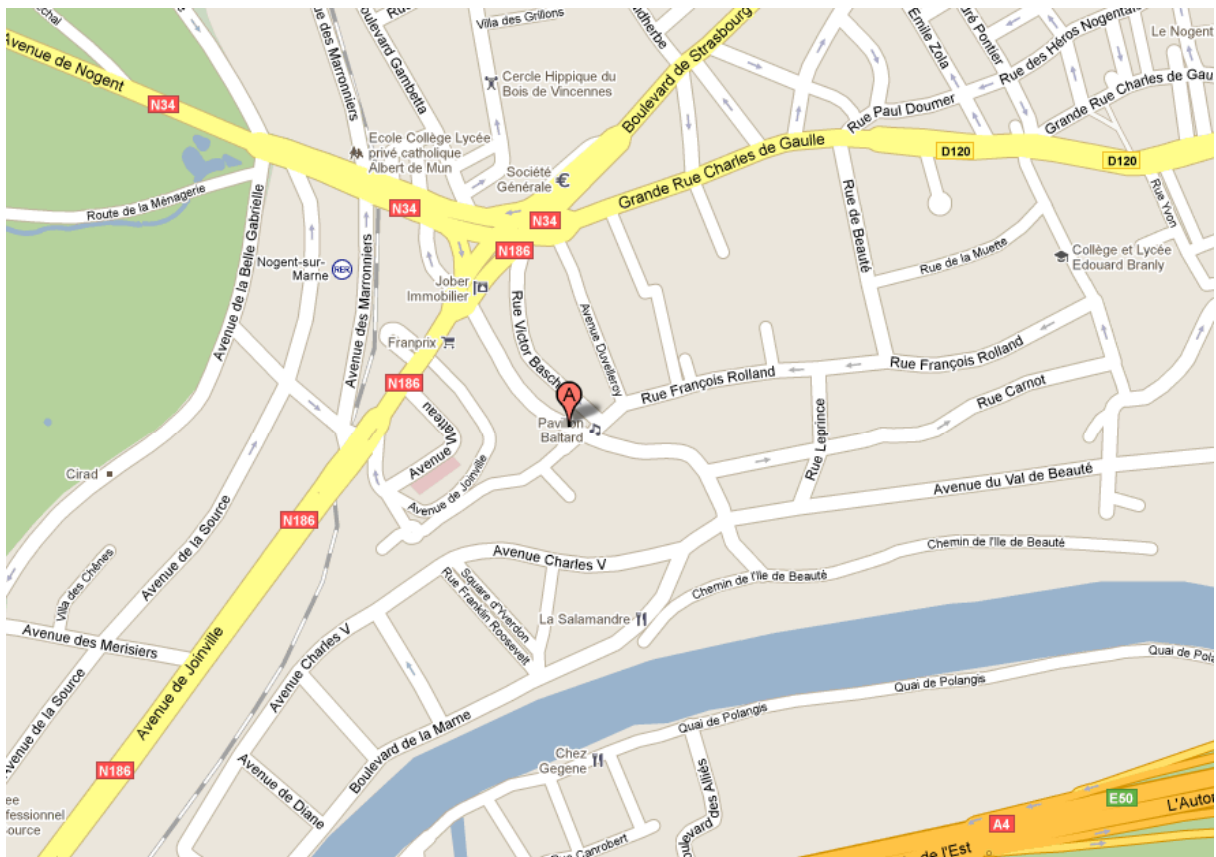 Avenue de Nogent
N34
Avenue des Marronniers
Boulevard Gambetta
Villa des Grillons
Cercle Hippique du
Bois de Vincennes
Boulevard de Strasbourg
Emile Zola
Rue des Héros Nogentais
Le Nogent
Rue Paul Doumer
Grande Rue Charles de Gau
Ecole Collège Lycée
privé catholique
Albert de Mun
Société
Générale
€
Grande Rue Charles de Gaulle
D120
D120
Route de la Ménagerie
N34
N34
N186
Rue Yvon
Nogent-sur-
Marne
RER
Avenue de la Belle Gabrielle
Avenue des Marronniers
Jober
Immobilier
Rue de Beauté
Rue de la Muette
Collège et Lycée
Edouard Branly
Franprix
Rue Victor Basch
Avenue Duvelleroy
N186
A
Rue François Rolland
Rue François Rolland
Pavillon
Baltard
Rue Carnot
Rue Leprince
Avenue Watteau
Avenue de Joinville
Cirad
Avenue du Val de Beauté
N186
Avenue de la Source
Villa des Chênes
Avenue Charles V
Chemin de l'Ile de Beauté
Chemin de l'Ile de Beauté
Square d'Yverdon
Rue Franklin Roosevelt
La Salamandre
Avenue des Merisiers
Avenue de Joinville
Avenue Charles V
Avenue de la Source
Quai de Polangis
Boulevard de la Marne
Quai de Polangis
Chez
Gegene
N186
Avenue de Diane
E50
L'Autor
A4
de l'Est
Rue Canrobert